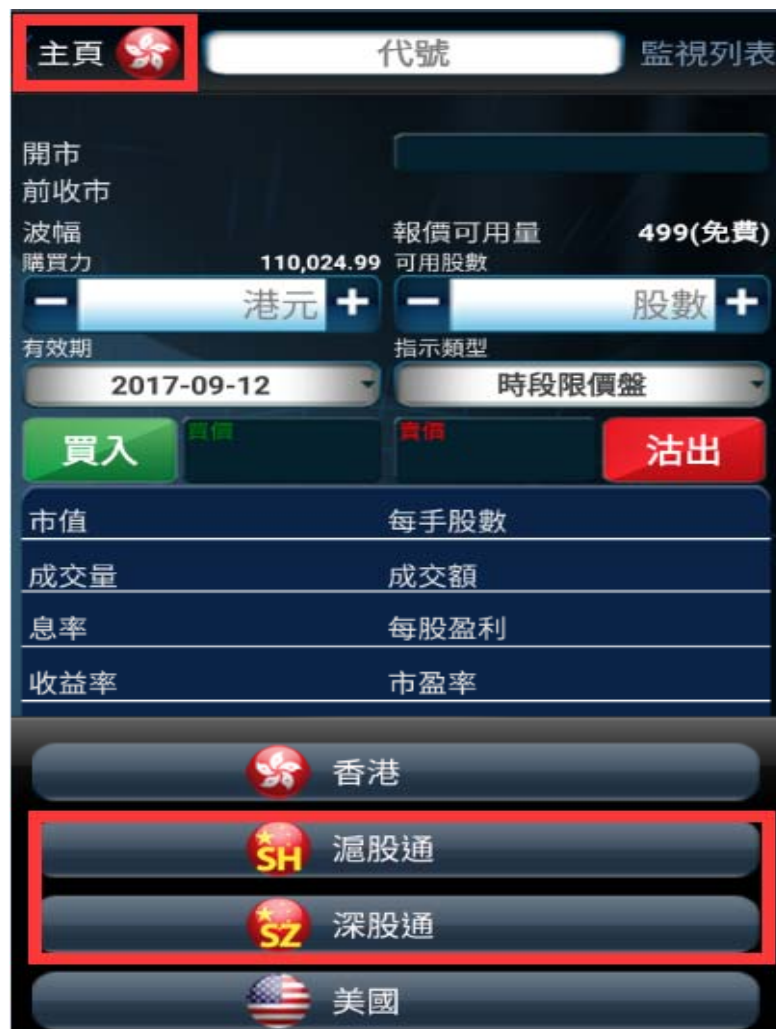 主頁 代號 監視列表
開市
前收市
波幅 報價可用量 499(免費)
購買力 110,024.99 可用股數
港元 股數
有效期 指示類型
2017-09-12 時段限價盤
買入 買價 賣價 沽出
市值 每手股數
成交量 成交額
息率 每股盈利
收益率 市盈率
香港
SH 滬股通
SZ 深股通
美國